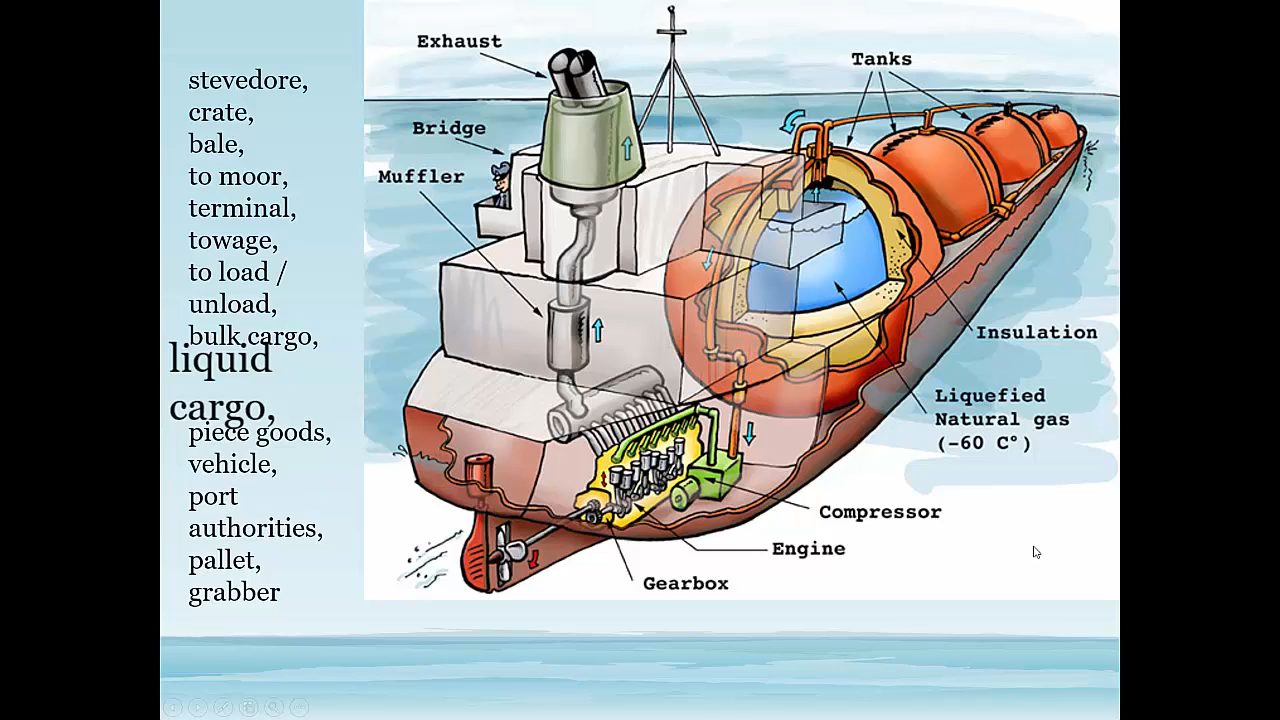 stevedore,
crate,
bale,
to moor,
terminal,
towage,
to load /
unload,
bulk cargo,
liquid
cargo,
piece goods,
vehicle,
port
authorities,
pallet,
grabber
Exhaust
Tanks
Bridge
Muffler
Insulation
Liquefied
Natural gas
(-60 C°)
Compressor
Engine
Gearbox